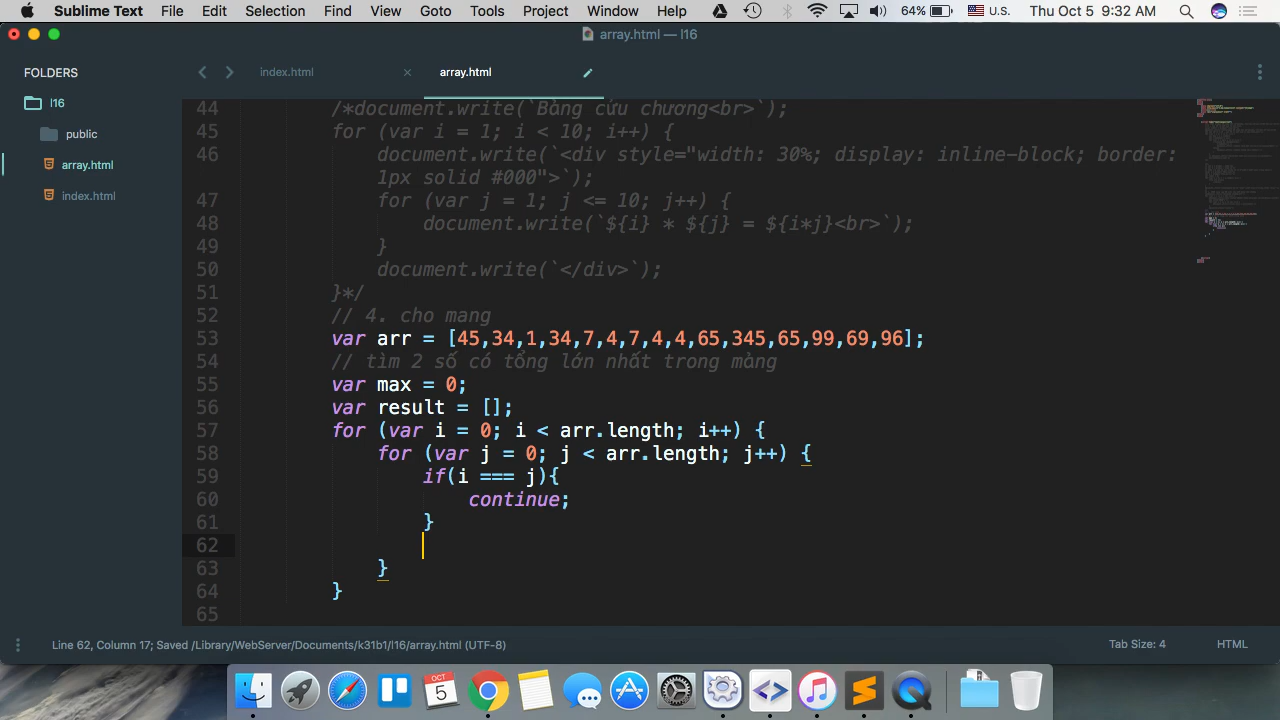 Sublime Text File Edit Selection Find View Goto Tools Project Window Help 64% U.S. Thu Oct 5 9:32 AM
array.html — l16
FOLDERS
l16
public
array.html
index.html
index.html × array.html
44 /*document.write(`Bảng cứu chương<br>`);
45 for (var i = 1; i < 10; i++) {
46 document.write(`<div style="width: 30%; display: inline-block; border:
1px solid #000">`);
47 for (var j = 1; j <= 10; j++) {
48 document.write(`${i} * ${j} = ${i*j}<br>`);
49 }
50 document.write(`</div>`);
51 }*/
52 // 4. cho mang
53 var arr = [45,34,1,34,7,4,7,4,4,65,345,65,99,69,96];
54 // tìm 2 số có tổng lớn nhất trong mảng
55 var max = 0;
56 var result = [];
57 for (var i = 0; i < arr.length; i++) {
58 for (var j = 0; j < arr.length; j++) {
59 if(i === j){
60 continue;
61 }
62
63 }
64 }
65
Line 62, Column 17; Saved /Library/WebServer/Documents/k31b1/l16/array.html (UTF-8) Tab Size: 4 HTML
OCT
5